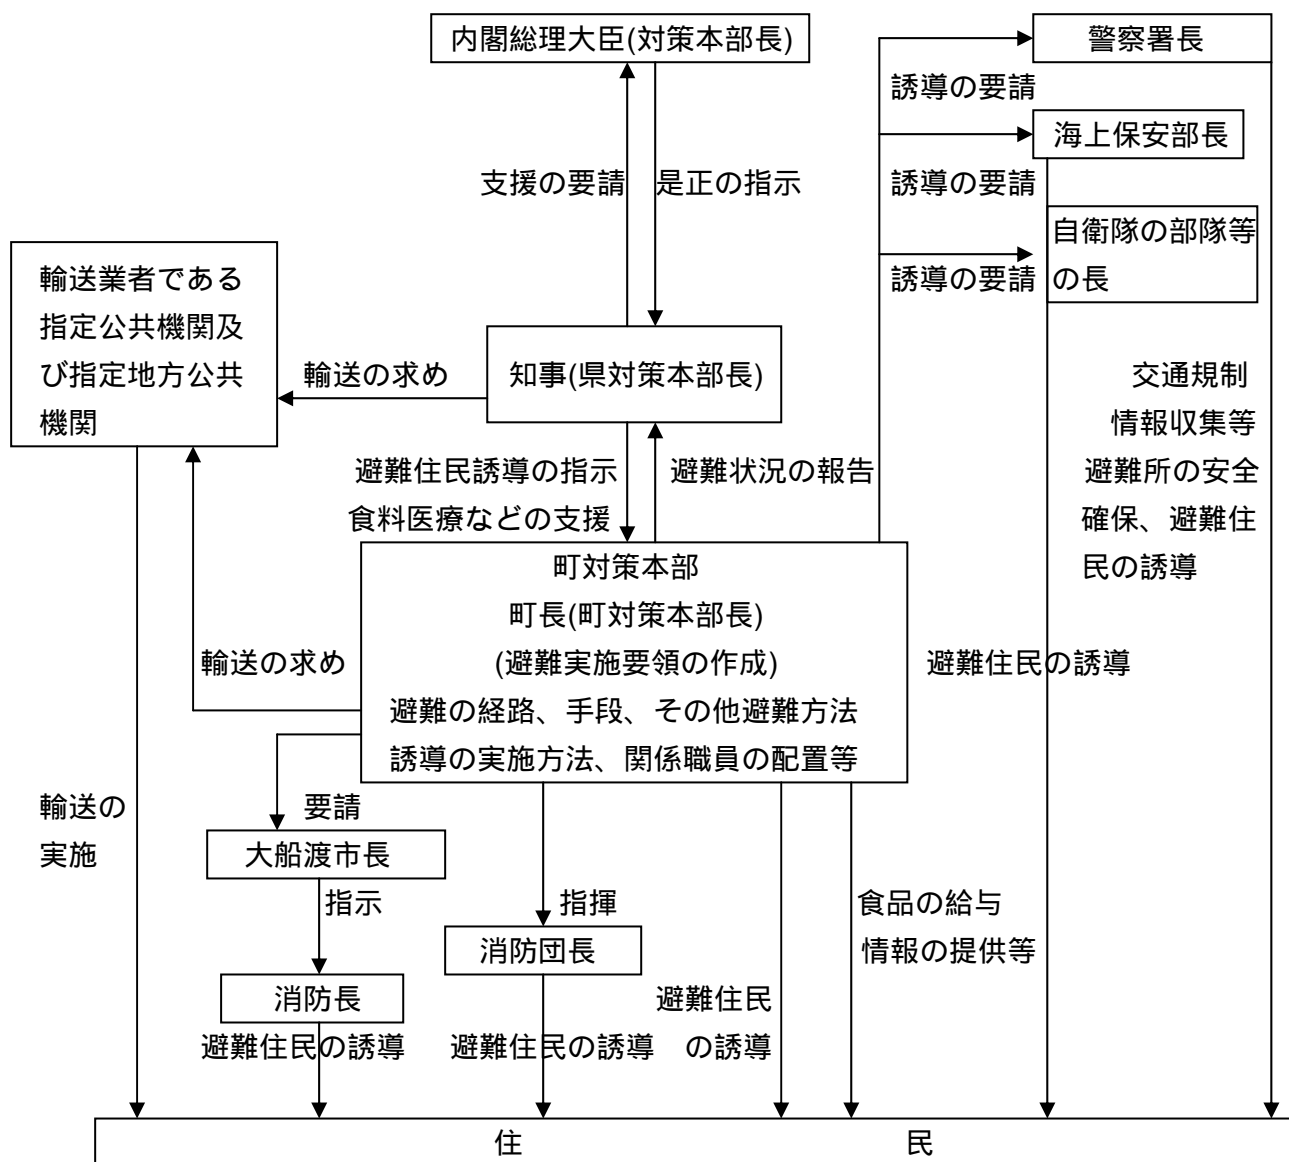 内閣総理大臣(対策本部長)
警察署長
誘導の要請
海上保安部長
支援の要請
是正の指示
誘導の要請
自衛隊の部隊等
の長
誘導の要請
輸送業者である
指定公共機関及
び指定地方公共
機関
輸送の求め
知事(県対策本部長)
交通規制
情報収集等
避難所の安全
確保、避難住
民の誘導
避難住民誘導の指示
食料医療などの支援
避難状況の報告
町対策本部
町長(町対策本部長)
(避難実施要領の作成)
避難の経路、手段、その他避難方法
誘導の実施方法、関係職員の配置等
輸送の求め
避難住民の誘導
輸送の
実施
要請
大船渡市長
指示
消防長
避難住民の誘導
指揮
消防団長
避難住民の誘導
避難住民
の誘導
食品の給与
情報の提供等
住 民